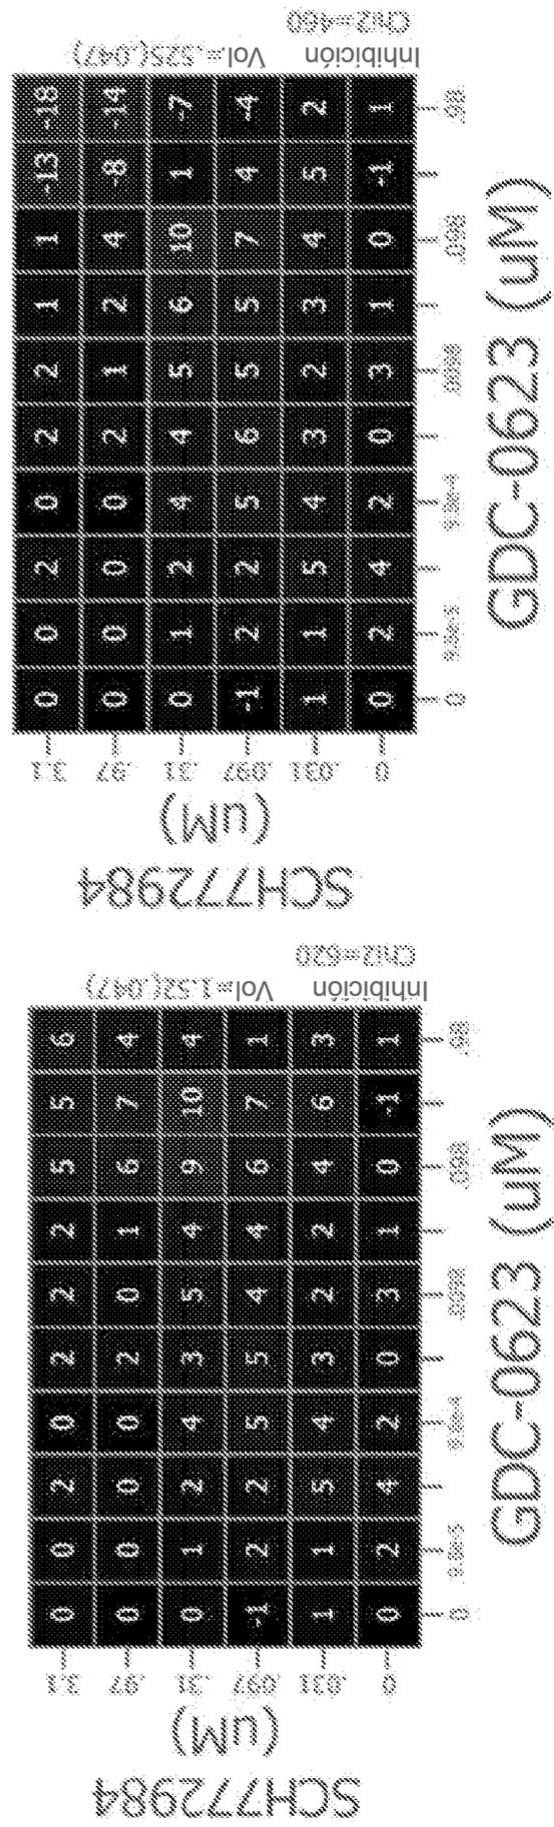 SCH772984
(uM)
3.1 0 0 2 0 2 2 2 5 5 6
.97 0 0 0 0 2 0 1 6 7 4
.31 0 1 2 4 3 5 4 9 10 4
.097 -1 2 2 5 5 4 4 6 7 1
.031 1 1 5 4 3 2 2 4 6 3
0 0 2 4 2 0 3 1 0 -1 1
0 9.8e-5 9.8e-4 .0098 .098 .98
GDC-0623 (uM)
Inhibición Vol.=1.52(.047)
Chi2=620
SCH772984
(uM)
3.1 0 0 2 0 2 2 1 1 -13 -18
.97 0 0 0 0 2 1 2 4 -8 -14
.31 0 1 2 4 4 5 6 10 1 -7
.097 -1 2 2 5 6 5 5 7 4 -4
.031 1 1 5 4 3 2 3 4 5 2
0 0 2 4 2 0 3 1 0 -1 1
0 9.8e-5 9.8e-4 .0098 .098 .98
GDC-0623 (uM)
Inhibición Vol.=.525(.047)
Chi2=460